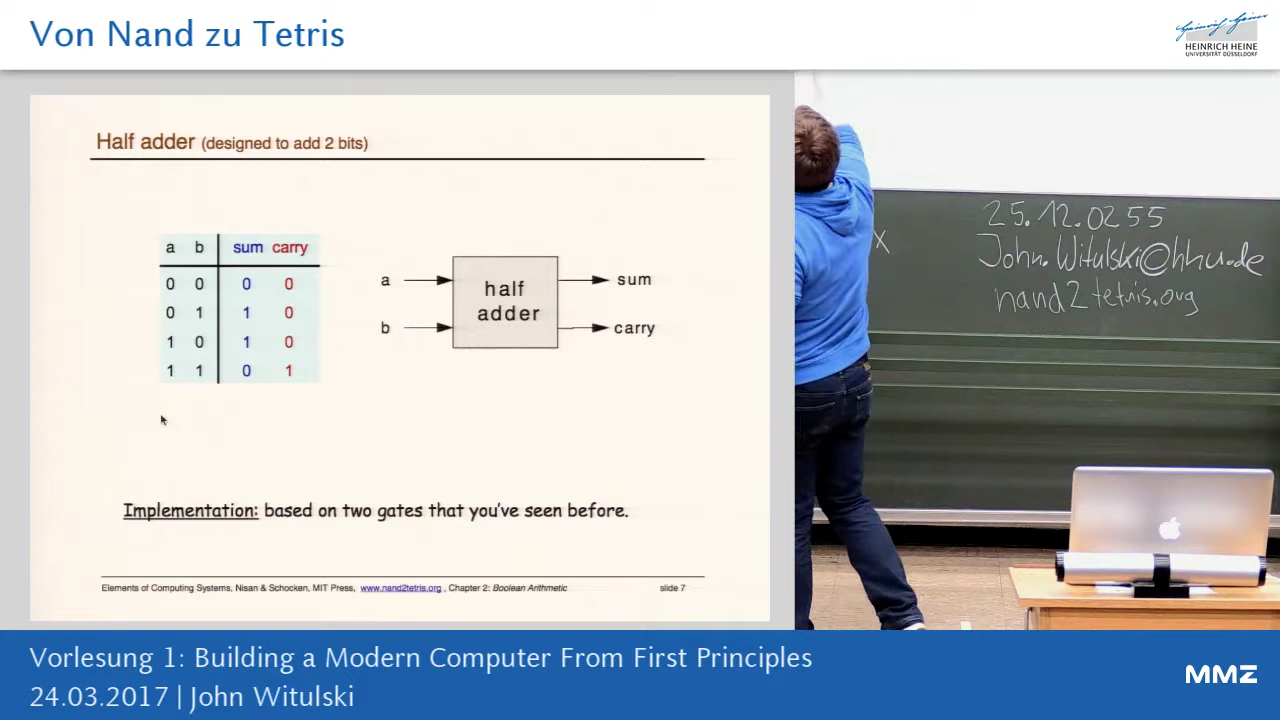 Von Nand zu Tetris
HEINRICH HEINE
UNIVERSITÄT DÜSSELDORF
Half adder (designed to add 2 bits)
a b sum carry
0 0 0 0
0 1 1 0
1 0 1 0
1 1 0 1
a
b
half
adder
sum
carry
Implementation: based on two gates that you've seen before.
Elements of Computing Systems, Nisan & Schocken, MIT Press, www.nand2tetris.org , Chapter 2: Boolean Arithmetic
slide 7
x
25.12.0255
John.Witulski@hhu.de
nand2tetris.org
Vorlesung 1: Building a Modern Computer From First Principles
24.03.2017 | John Witulski
MMZ